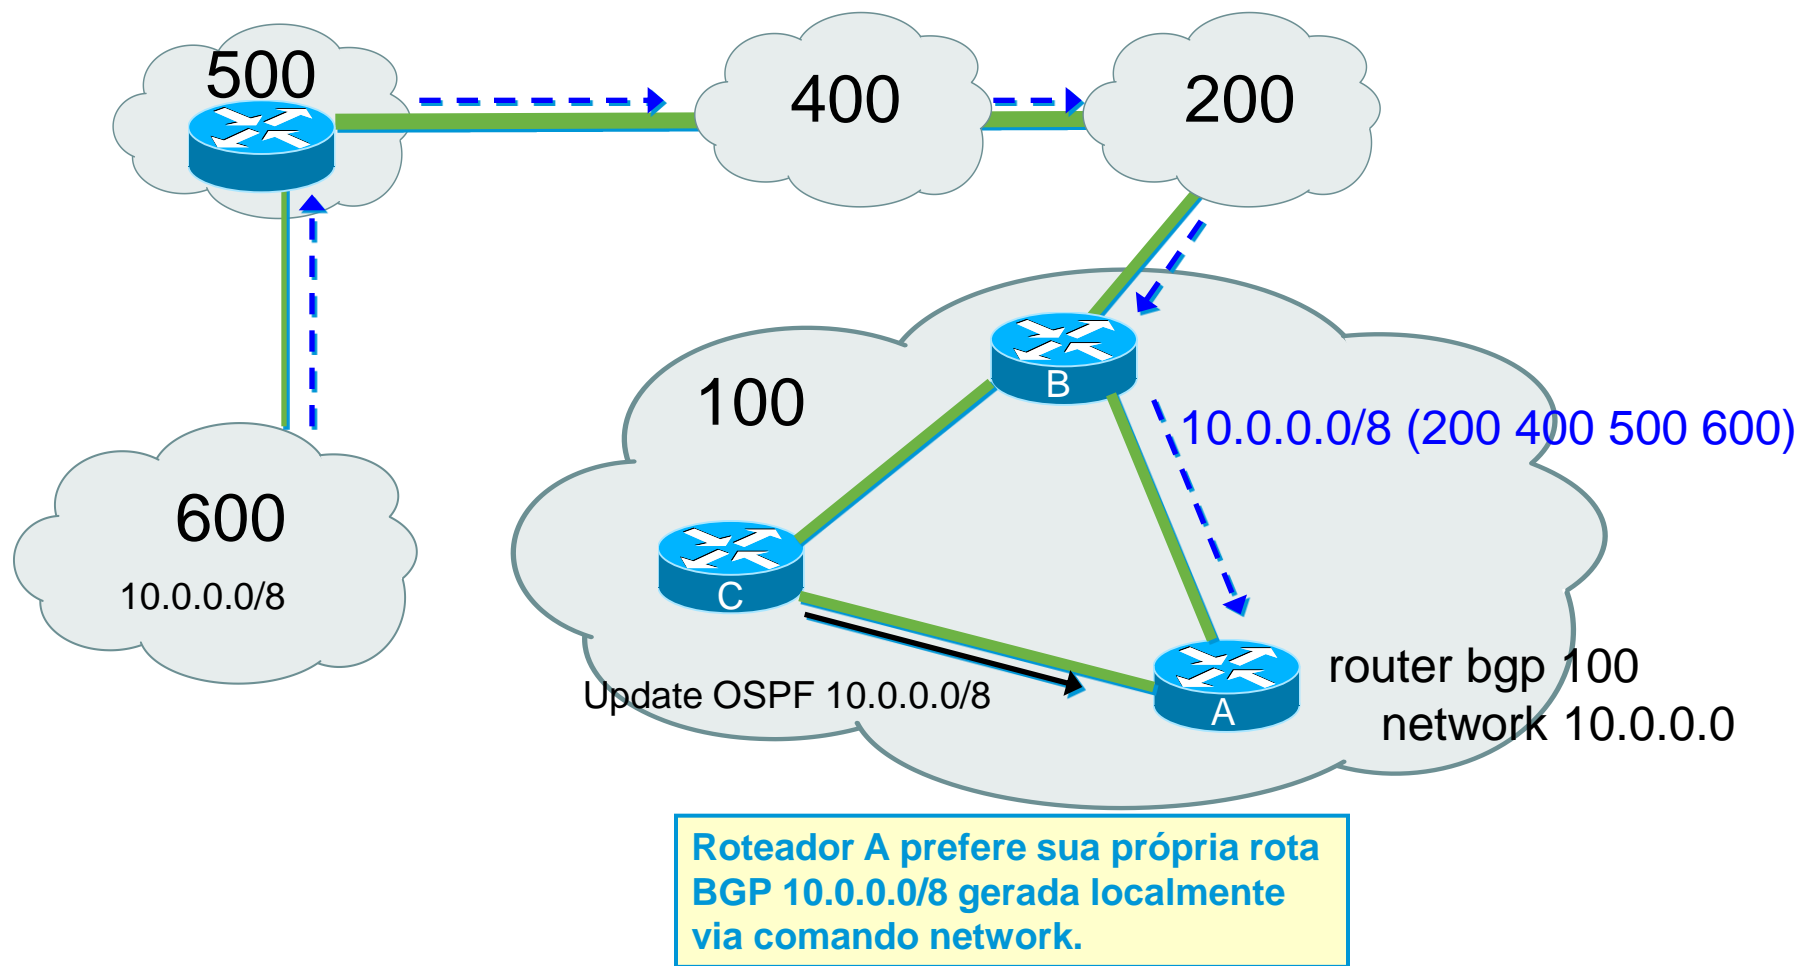 500
400
200
B
100
10.0.0.0/8 (200 400 500 600)
600
10.0.0.0/8
C
Update OSPF 10.0.0.0/8
A
router bgp 100
network 10.0.0.0
Roteador A prefere sua própria rota
BGP 10.0.0.0/8 gerada localmente
via comando network.